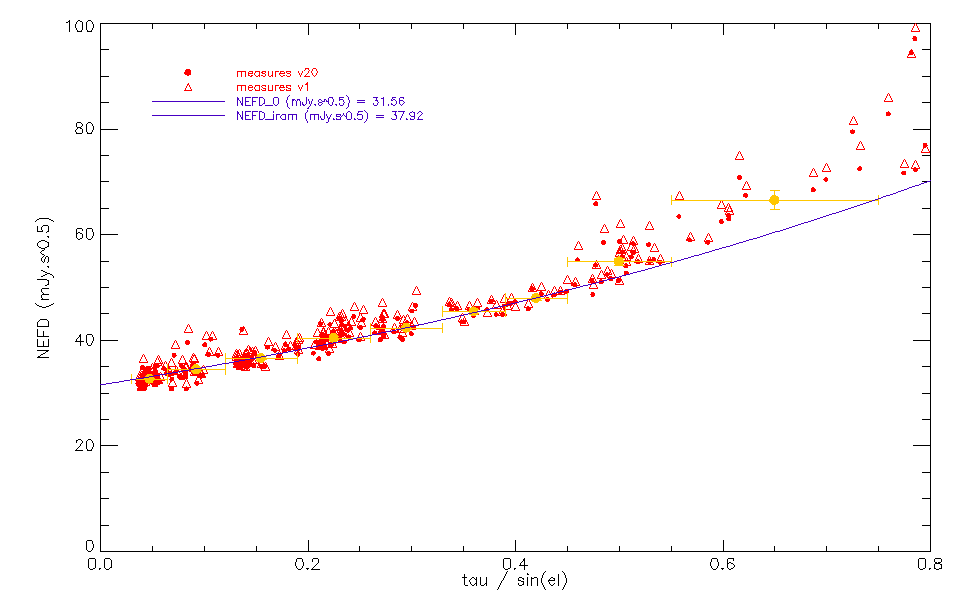 100
80
60
40
20
0
NEFD (mJy.s^0.5)
measures v20
measures v1
NEFD_0 (mJy.s^0.5) = 31.56
NEFD_iram (mJy.s^0.5) = 37.92
0.0 0.2 0.4 0.6 0.8
tau / sin(el)